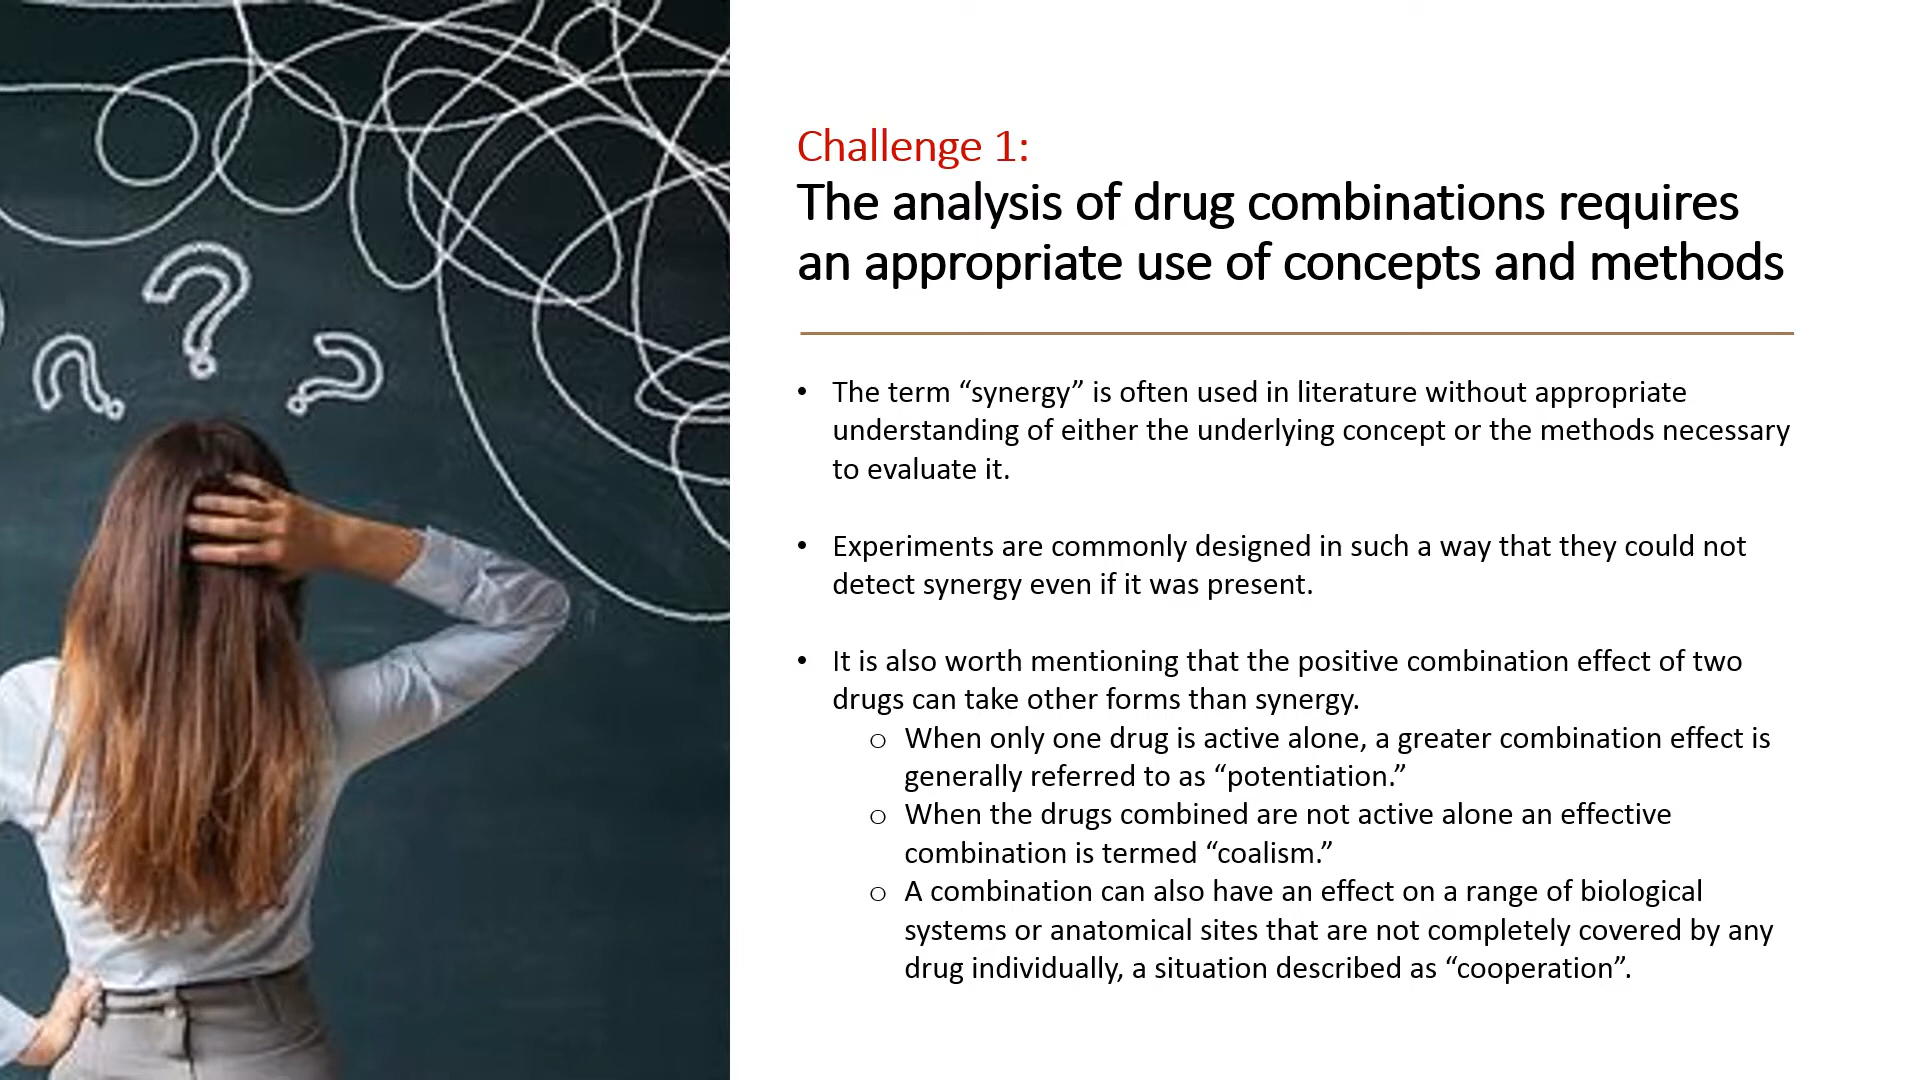 Challenge 1:
The analysis of drug combinations requires
an appropriate use of concepts and methods
• The term “synergy” is often used in literature without appropriate
understanding of either the underlying concept or the methods necessary
to evaluate it.
• Experiments are commonly designed in such a way that they could not
detect synergy even if it was present.
• It is also worth mentioning that the positive combination effect of two
drugs can take other forms than synergy.
o When only one drug is active alone, a greater combination effect is
generally referred to as “potentiation.”
o When the drugs combined are not active alone an effective
combination is termed “coalism.”
o A combination can also have an effect on a range of biological
systems or anatomical sites that are not completely covered by any
drug individually, a situation described as “cooperation”.
? ? ?